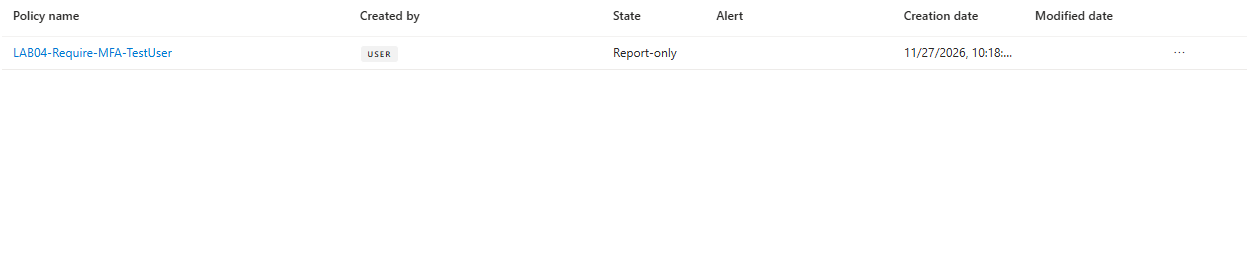 Policy name Created by State Alert Creation date Modified date
LAB04-Require-MFA-TestUser USER Report-only 11/27/2026, 10:18:... ...